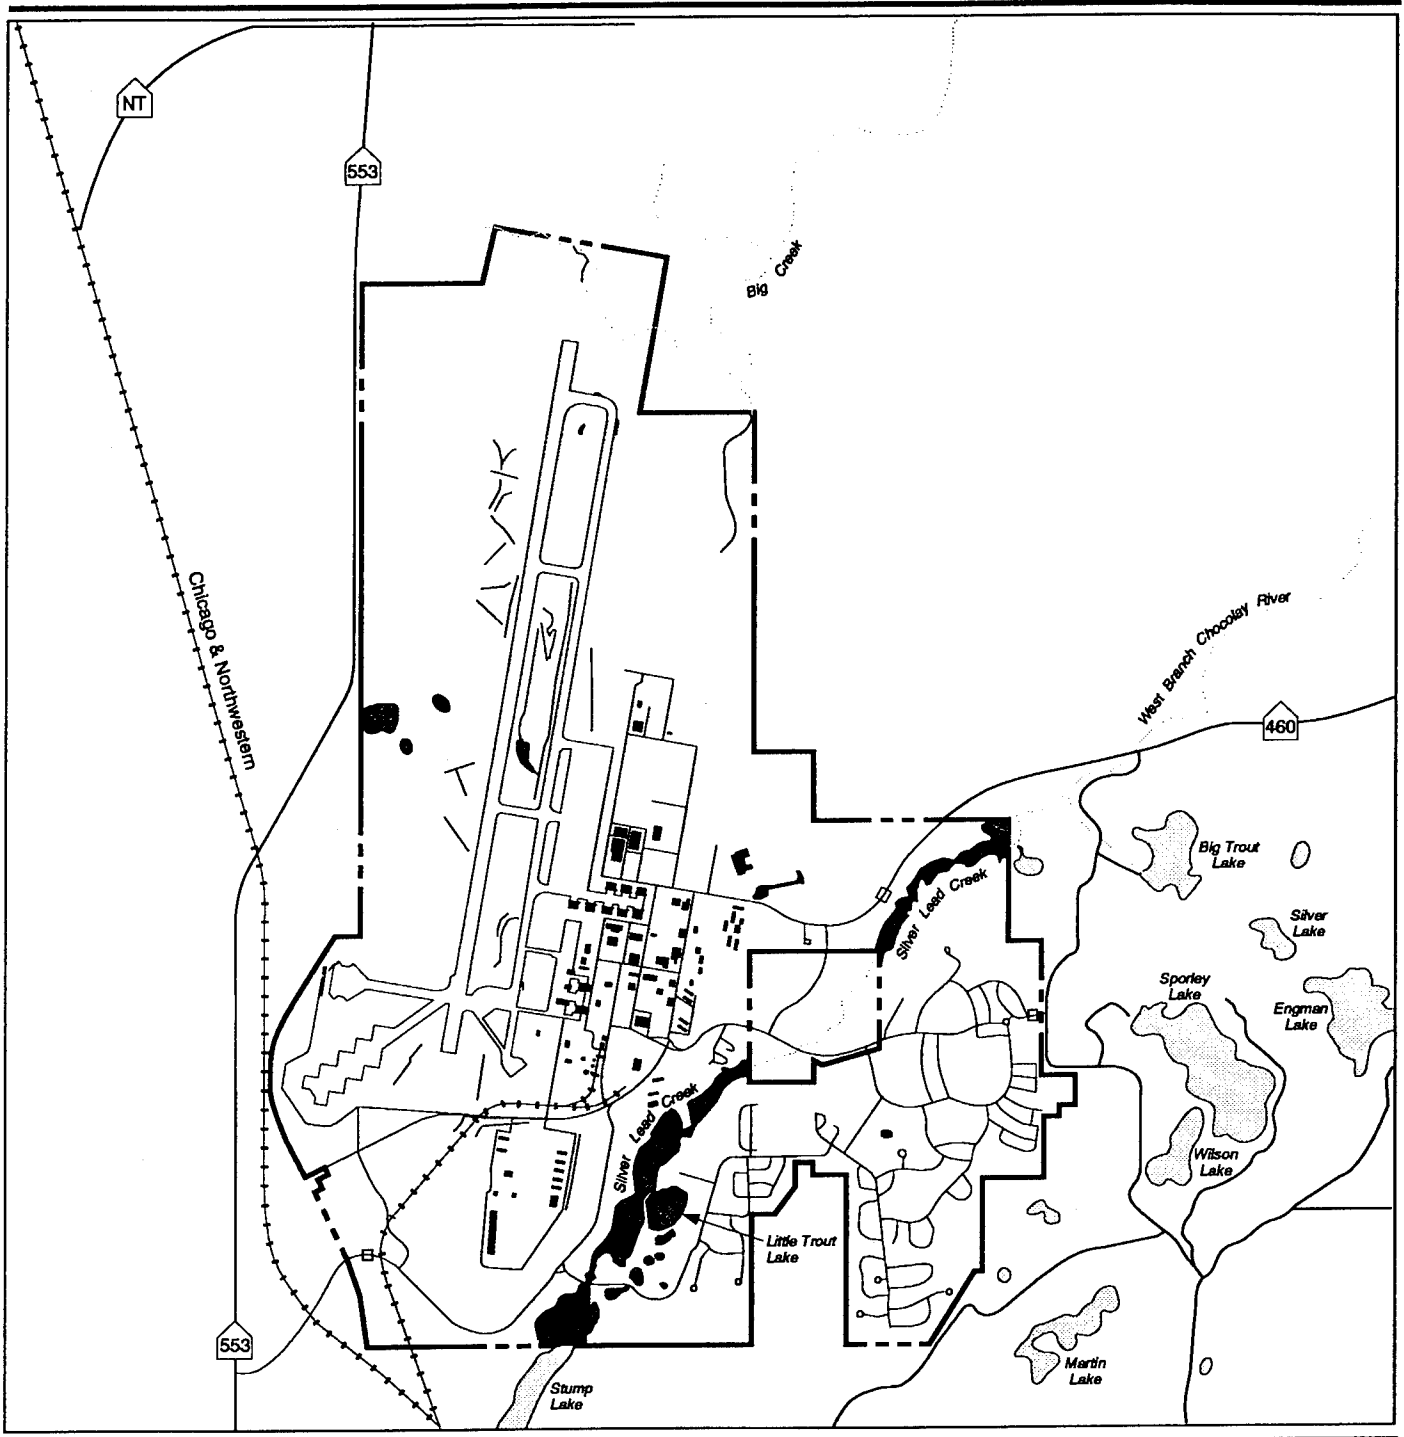 NT
553
Big Creek
Chicago & Northwestern
West Branch Chocolay River
460
Big Trout
Lake
Silver Lead Creek
Silver
Lake
Sporley
Lake
Engman
Lake
Silver Lead Creek
Wilson
Lake
Little Trout
Lake
553
Martin
Lake
Stump
Lake